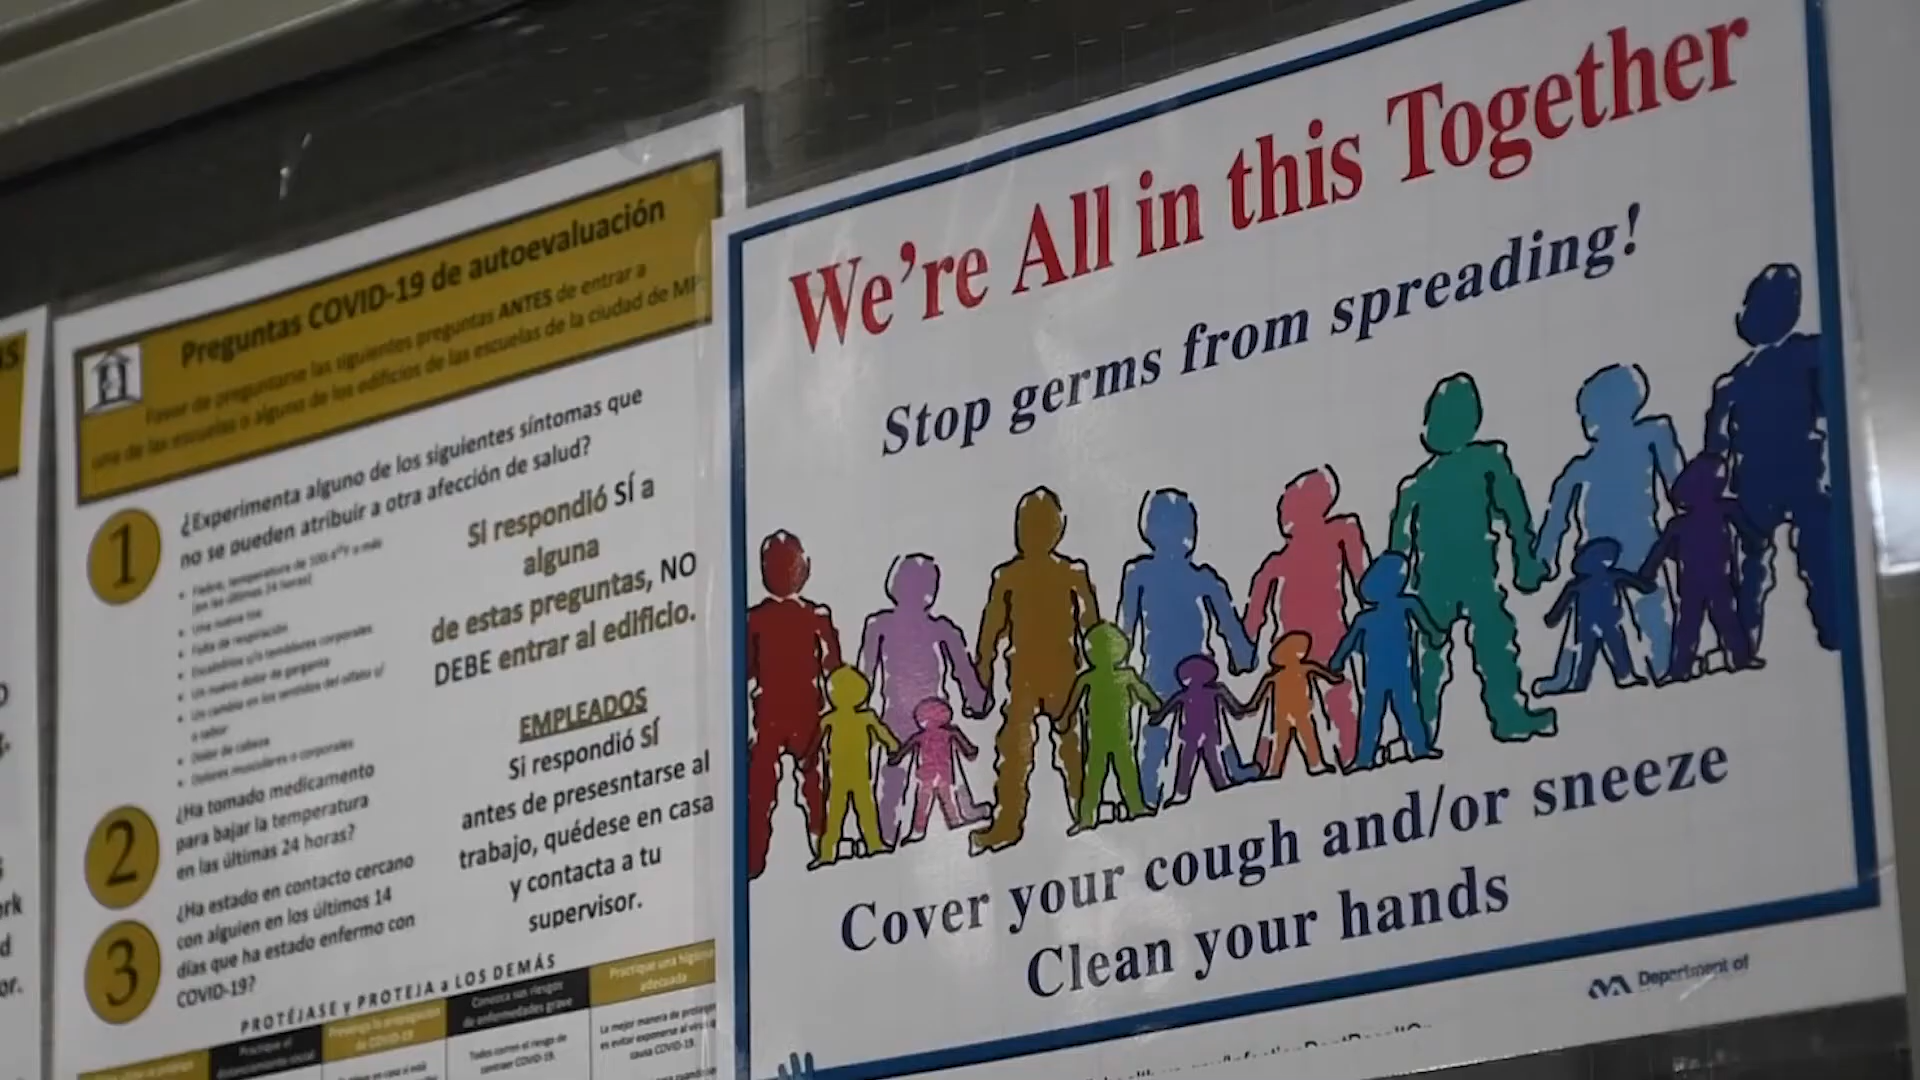 Preguntas COVID-19 de autoevaluación
Favor de preguntarse las siguientes preguntas ANTES de entrar a
una de las escuelas o alguno de los edificios de las escuelas de la ciudad de MP
1
¿Experimenta alguno de los siguientes síntomas que
no se pueden atribuir a otra afección de salud?
Fiebre, temperatura de 100.4°F o más
(en las últimas 24 horas)
Una nueva tos
Falta de respiración
Escalofríos y/o temblores corporales
Un nuevo dolor de garganta
Un cambio en los sentidos del olfato y/
o sabor
Dolor de cabeza
Dolores musculares o corporales
SI respondió SÍ a
alguna
de estas preguntas, NO
DEBE entrar al edificio.
EMPLEADOS
Si respondió SÍ
antes de presesntarse al
trabajo, quédese en casa
y contacta a tu
supervisor.
2
¿Ha tomado medicamento
para bajar la temperatura
en las últimas 24 horas?
3
¿Ha estado en contacto cercano
con alguien en los últimos 14
días que ha estado enfermo con
COVID-19?
PROTÉJASE y PROTEJA a LOS DEMÁS
Practique el
distanciamiento social
Prevenga la propagación
de COVID-19
Conozca sus riesgos
de enfermedades grave
Practique una higiene
adecuada
Todos corren el riesgo de
contraer COVID-19.
La mejor manera de
es evitar exponerse al virus
causa COVID-19.
We're All in this Together
Stop germs from spreading!
Cover your cough and/or sneeze
Clean your hands
Department of